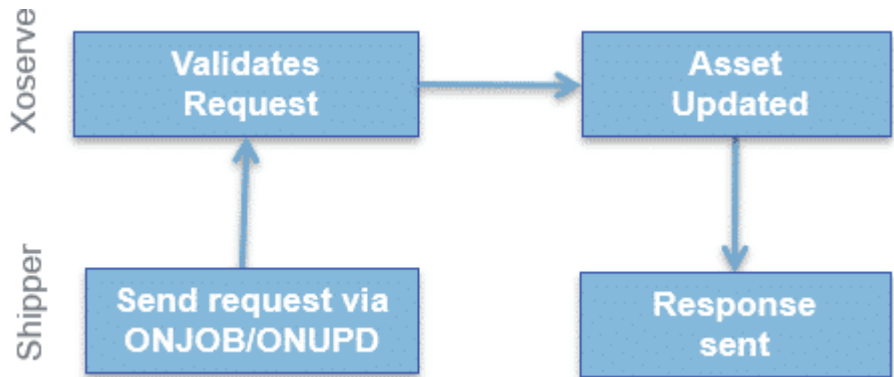 Xoserve
Validates
Request
Asset
Updated
Shipper
Send request via
ONJOB/ONUPD
Response
sent